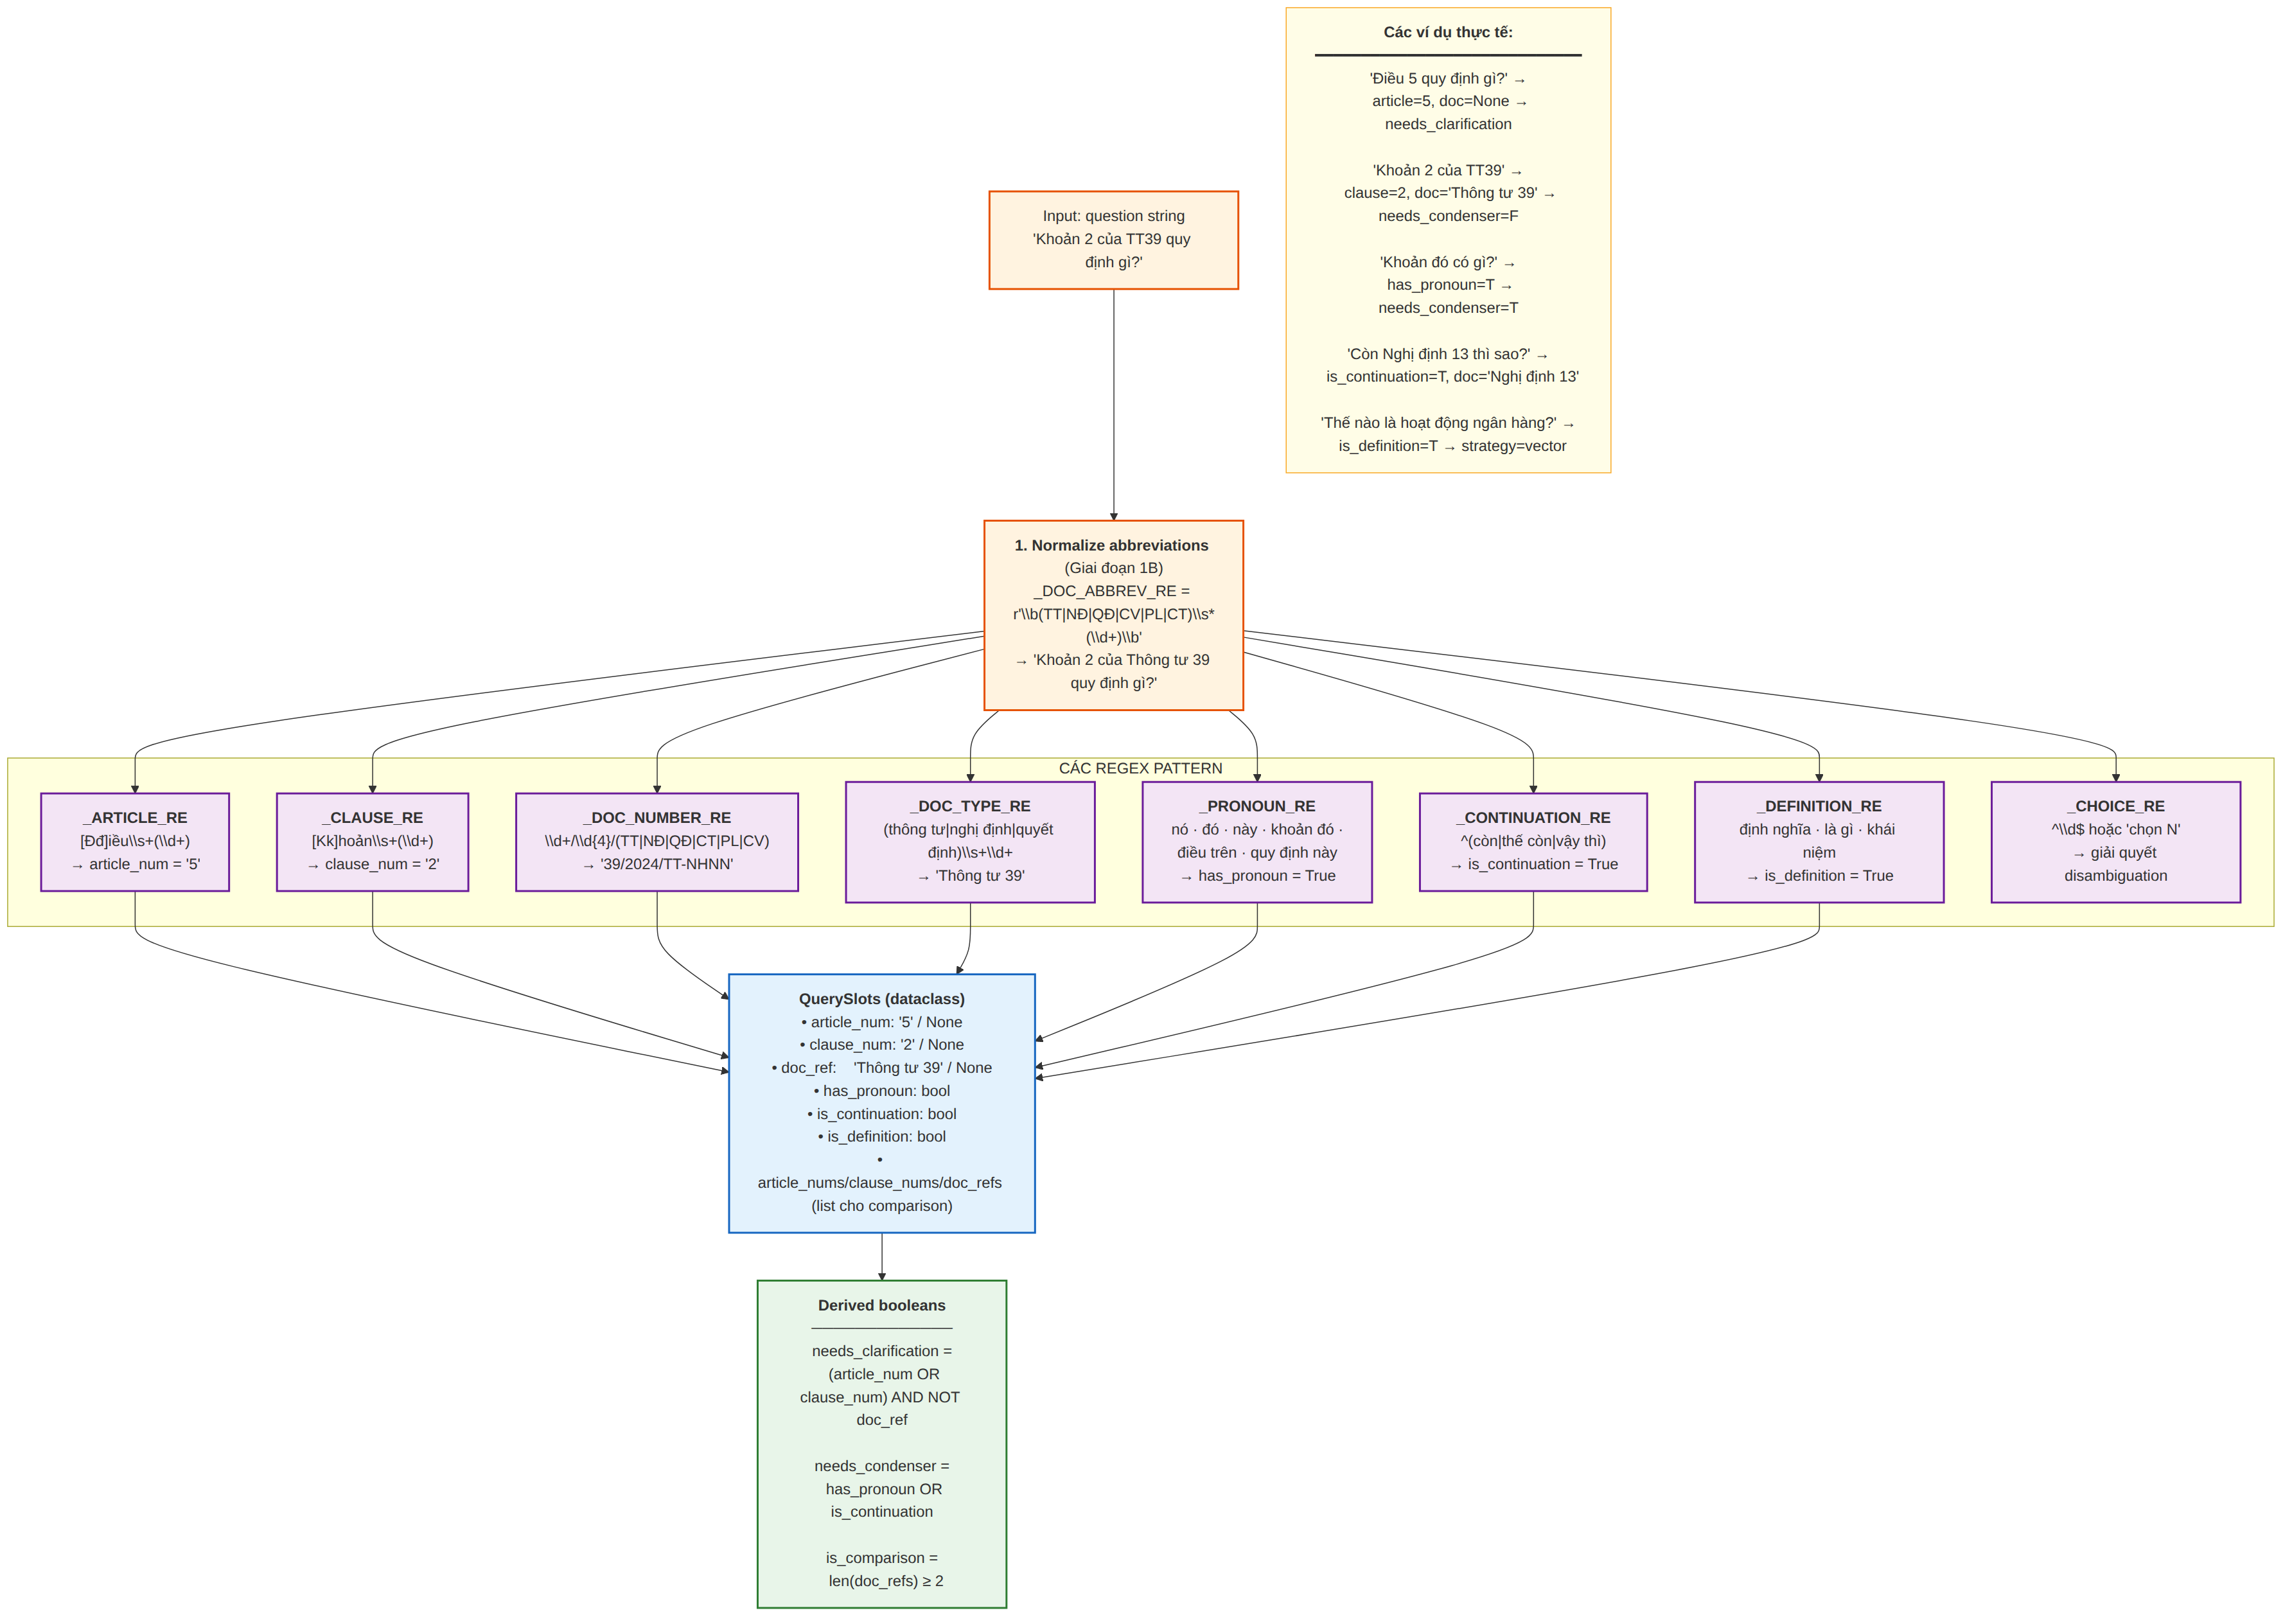 Các ví dụ thực tế:
'Điều 5 quy định gì?' →
article=5, doc=None →
needs_clarification
'Khoản 2 của TT39' →
clause=2, doc='Thông tư 39' →
needs_condenser=F
'Khoản đó có gì?' →
has_pronoun=T →
needs_condenser=T
'Còn Nghị định 13 thì sao?' →
is_continuation=T, doc='Nghị định 13'
'Thế nào là hoạt động ngân hàng?' →
is_definition=T → strategy=vector
Input: question string
'Khoản 2 của TT39 quy
định gì?'
1. Normalize abbreviations
(Giai đoạn 1B)
_DOC_ABBREV_RE =
r'\\b(TT|NĐ|QĐ|CV|PL|CT)\\s*
(\\d+)\\b'
→ 'Khoản 2 của Thông tư 39
quy định gì?'
CÁC REGEX PATTERN
_ARTICLE_RE
[Đđ]iều\\s+(\\d+)
→ article_num = '5'
_CLAUSE_RE
[Kk]hoản\\s+(\\d+)
→ clause_num = '2'
_DOC_NUMBER_RE
\\d+/\\d{4}/(TT|NĐ|QĐ|CT|PL|CV)
→ '39/2024/TT-NHNN'
_DOC_TYPE_RE
(thông tư|nghị định|quyết
định)\\s+\\d+
→ 'Thông tư 39'
_PRONOUN_RE
nó · đó · này · khoản đó ·
điều trên · quy định này
→ has_pronoun = True
_CONTINUATION_RE
^(còn|thế còn|vậy thì)
→ is_continuation = True
_DEFINITION_RE
định nghĩa · là gì · khái
niệm
→ is_definition = True
_CHOICE_RE
^\\d$ hoặc 'chọn N'
→ giải quyết
disambiguation
QuerySlots (dataclass)
• article_num: '5' / None
• clause_num: '2' / None
• doc_ref: 'Thông tư 39' / None
• has_pronoun: bool
• is_continuation: bool
• is_definition: bool
•
article_nums/clause_nums/doc_refs
(list cho comparison)
Derived booleans
needs_clarification =
(article_num OR
clause_num) AND NOT
doc_ref
needs_condenser =
has_pronoun OR
is_continuation
is_comparison =
len(doc_refs) ≥ 2